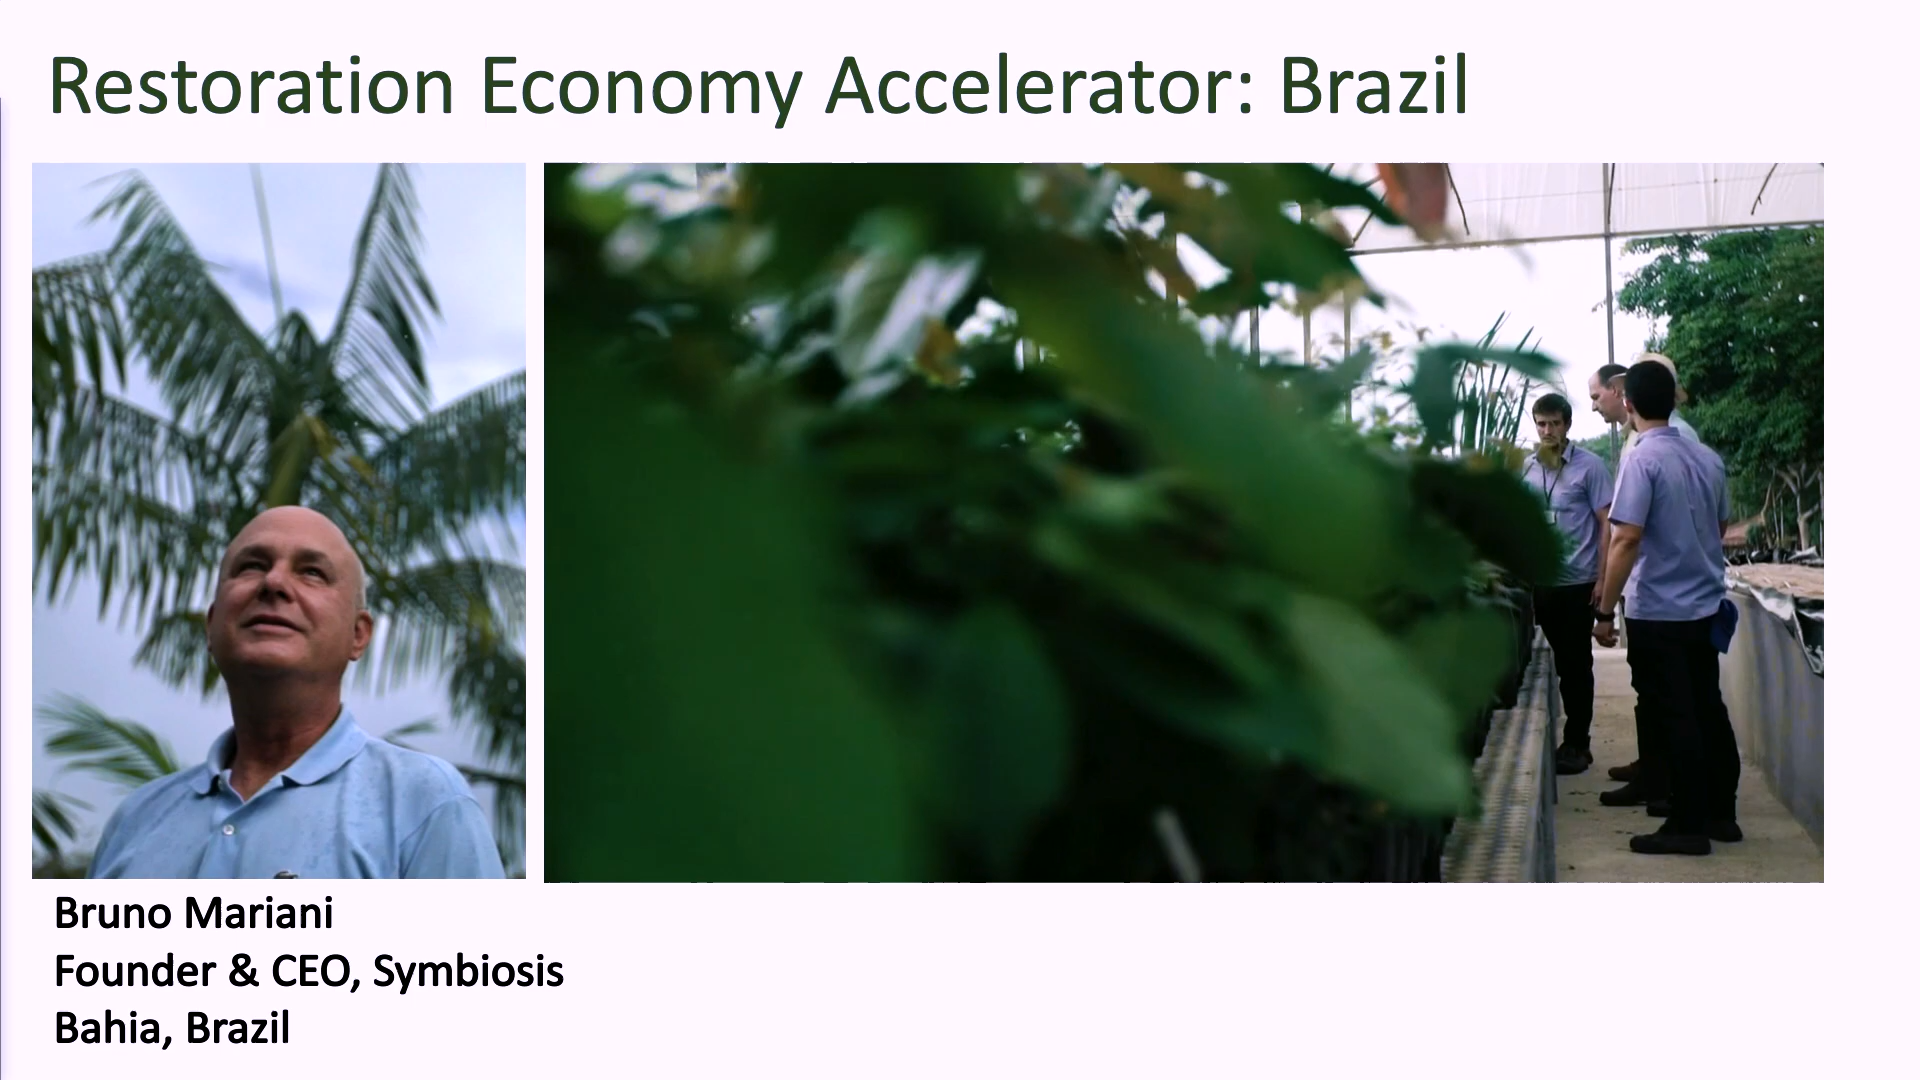 Restoration Economy Accelerator: Brazil
Bruno Mariani
Founder & CEO, Symbiosis
Bahia, Brazil